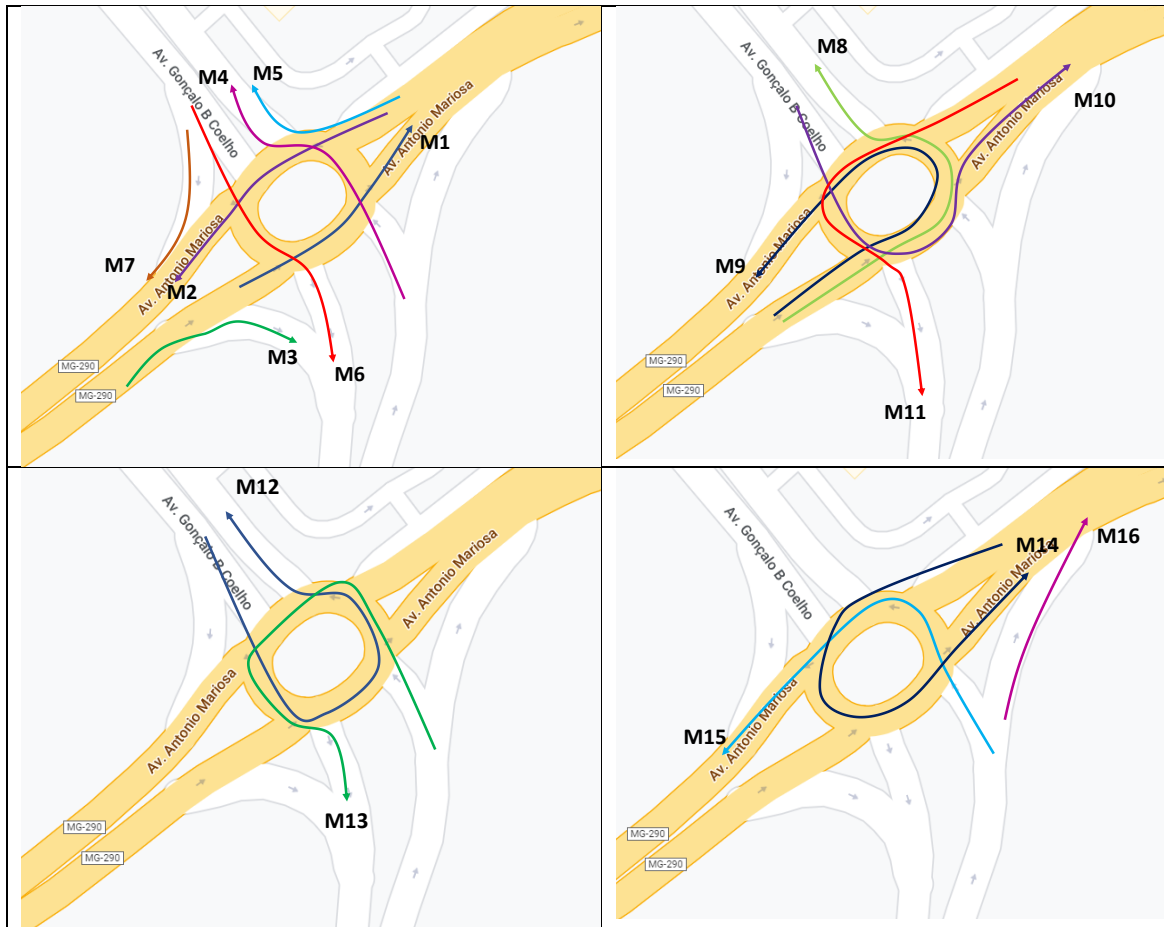 M4
M5
Av. Gonçalo B Coelho
M1
Av. Antonio Mariosa
M7
M2
Av. Antonio Mariosa
M3
M6
MG-290
MG-290
M8
Av. Gonçalo B Coelho
M10
Av. Antonio Mariosa
M9
Av. Antonio Mariosa
MG-290
MG-290
M11
M12
Av. Gonçalo B Coelho
Av. Antonio Mariosa
Av. Antonio Mariosa
M13
MG-290
MG-290
M14
M16
Av. Gonçalo B Coelho
Av. Antonio Mariosa
M15
Av. Antonio Mariosa
MG-290
MG-290